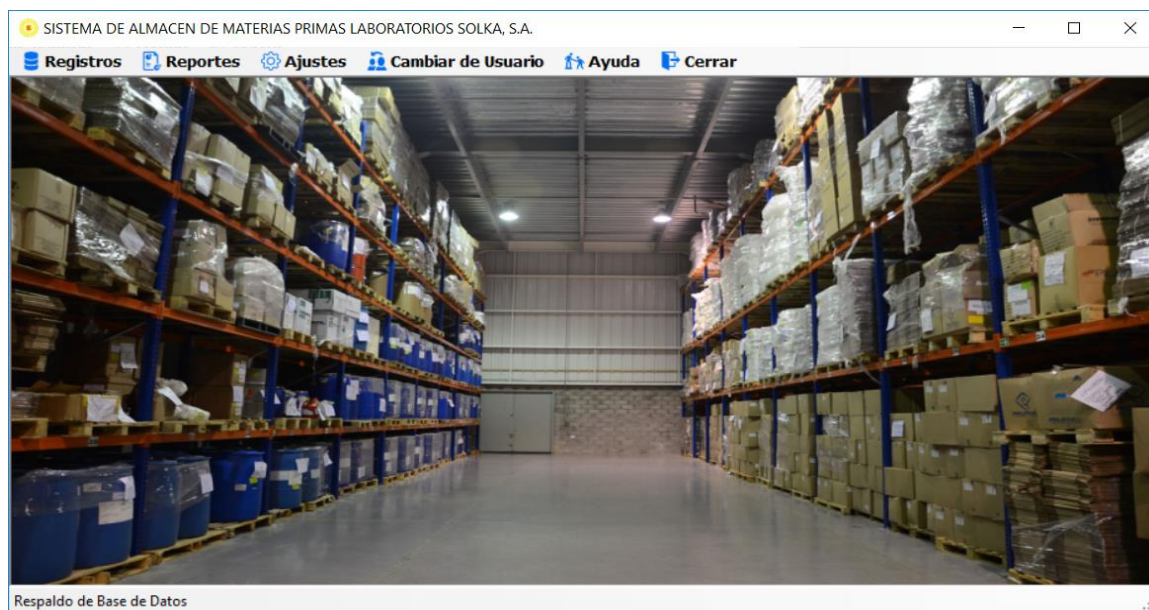 SISTEMA DE ALMACEN DE MATERIAS PRIMAS LABORATORIOS SOLKA, S.A.
Registros Reportes Ajustes Cambiar de Usuario Ayuda Cerrar
Respaldo de Base de Datos